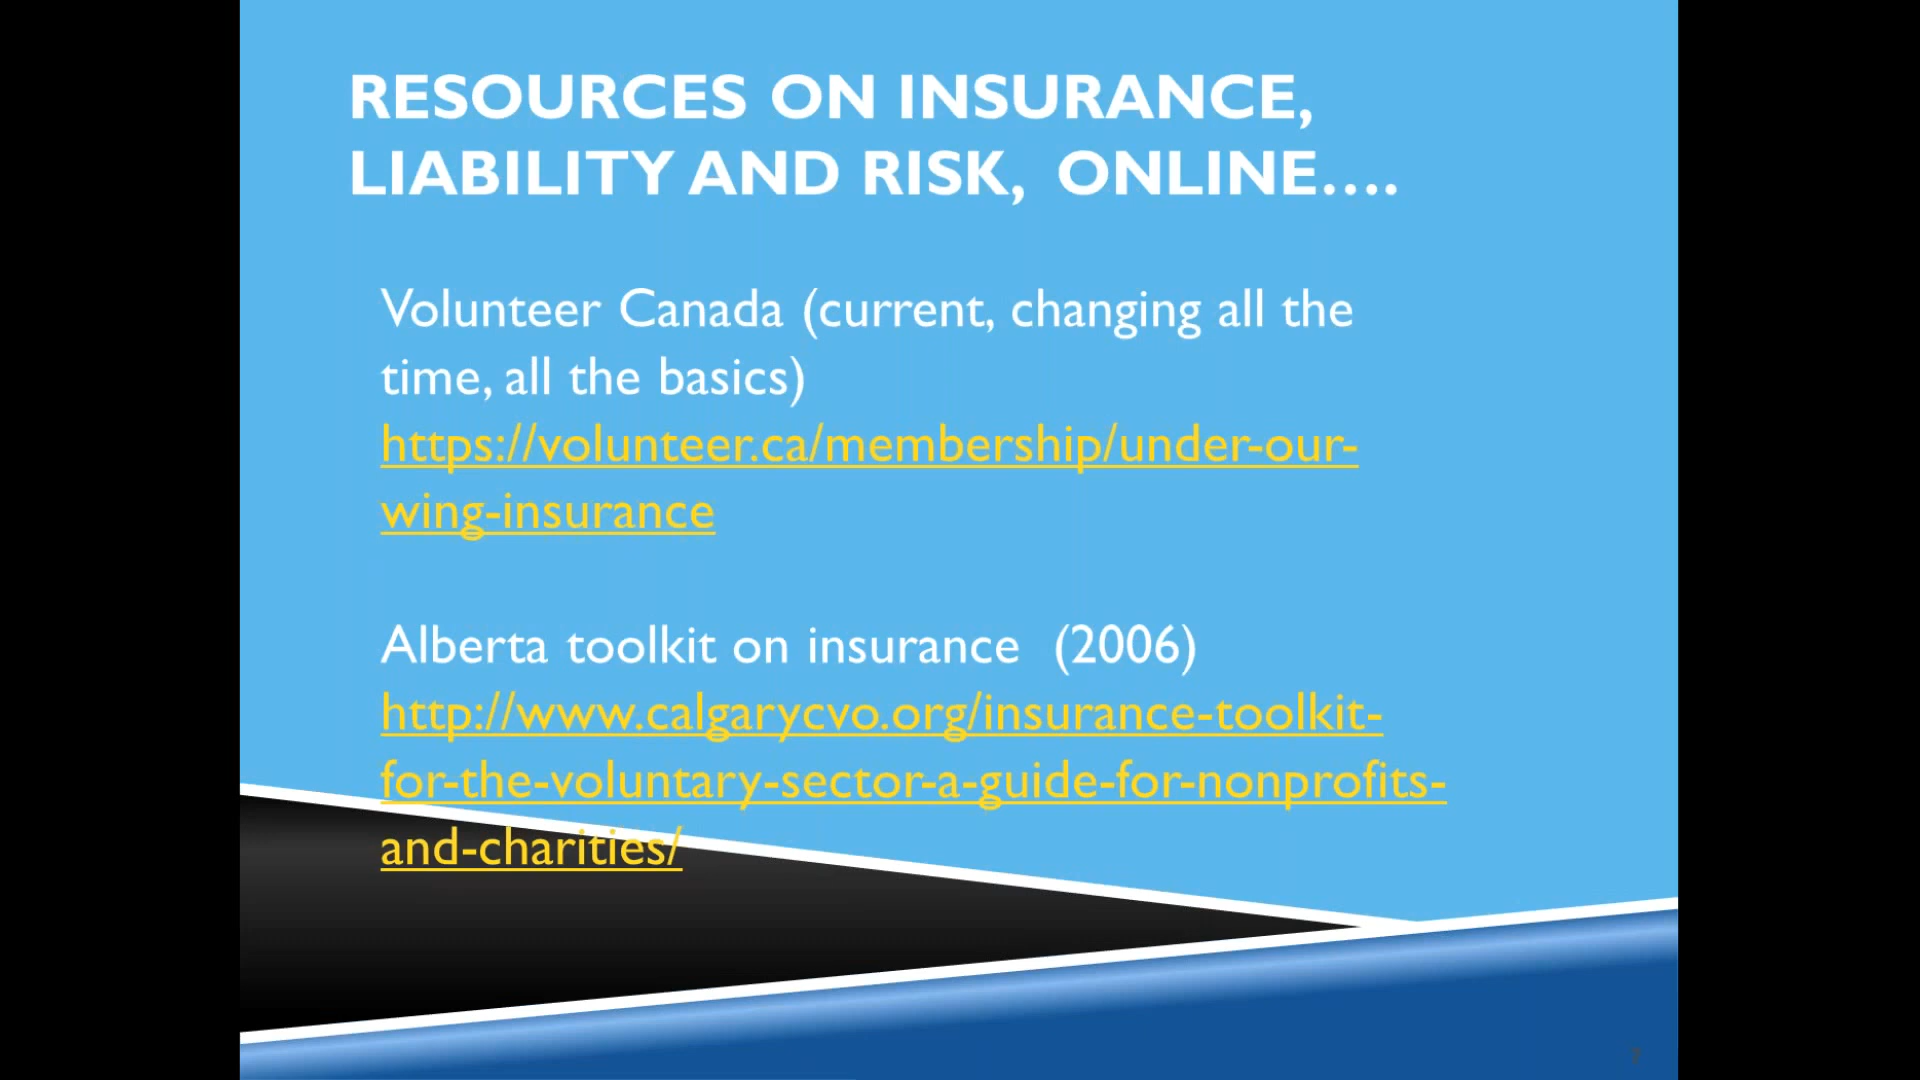 RESOURCES ON INSURANCE,
LIABILITY AND RISK, ONLINE….
Volunteer Canada (current, changing all the
time, all the basics)
https://volunteer.ca/membership/under-our-
wing-insurance
Alberta toolkit on insurance (2006)
http://www.calgarycvo.org/insurance-toolkit-
for-the-voluntary-sector-a-guide-for-nonprofits-
and-charities/